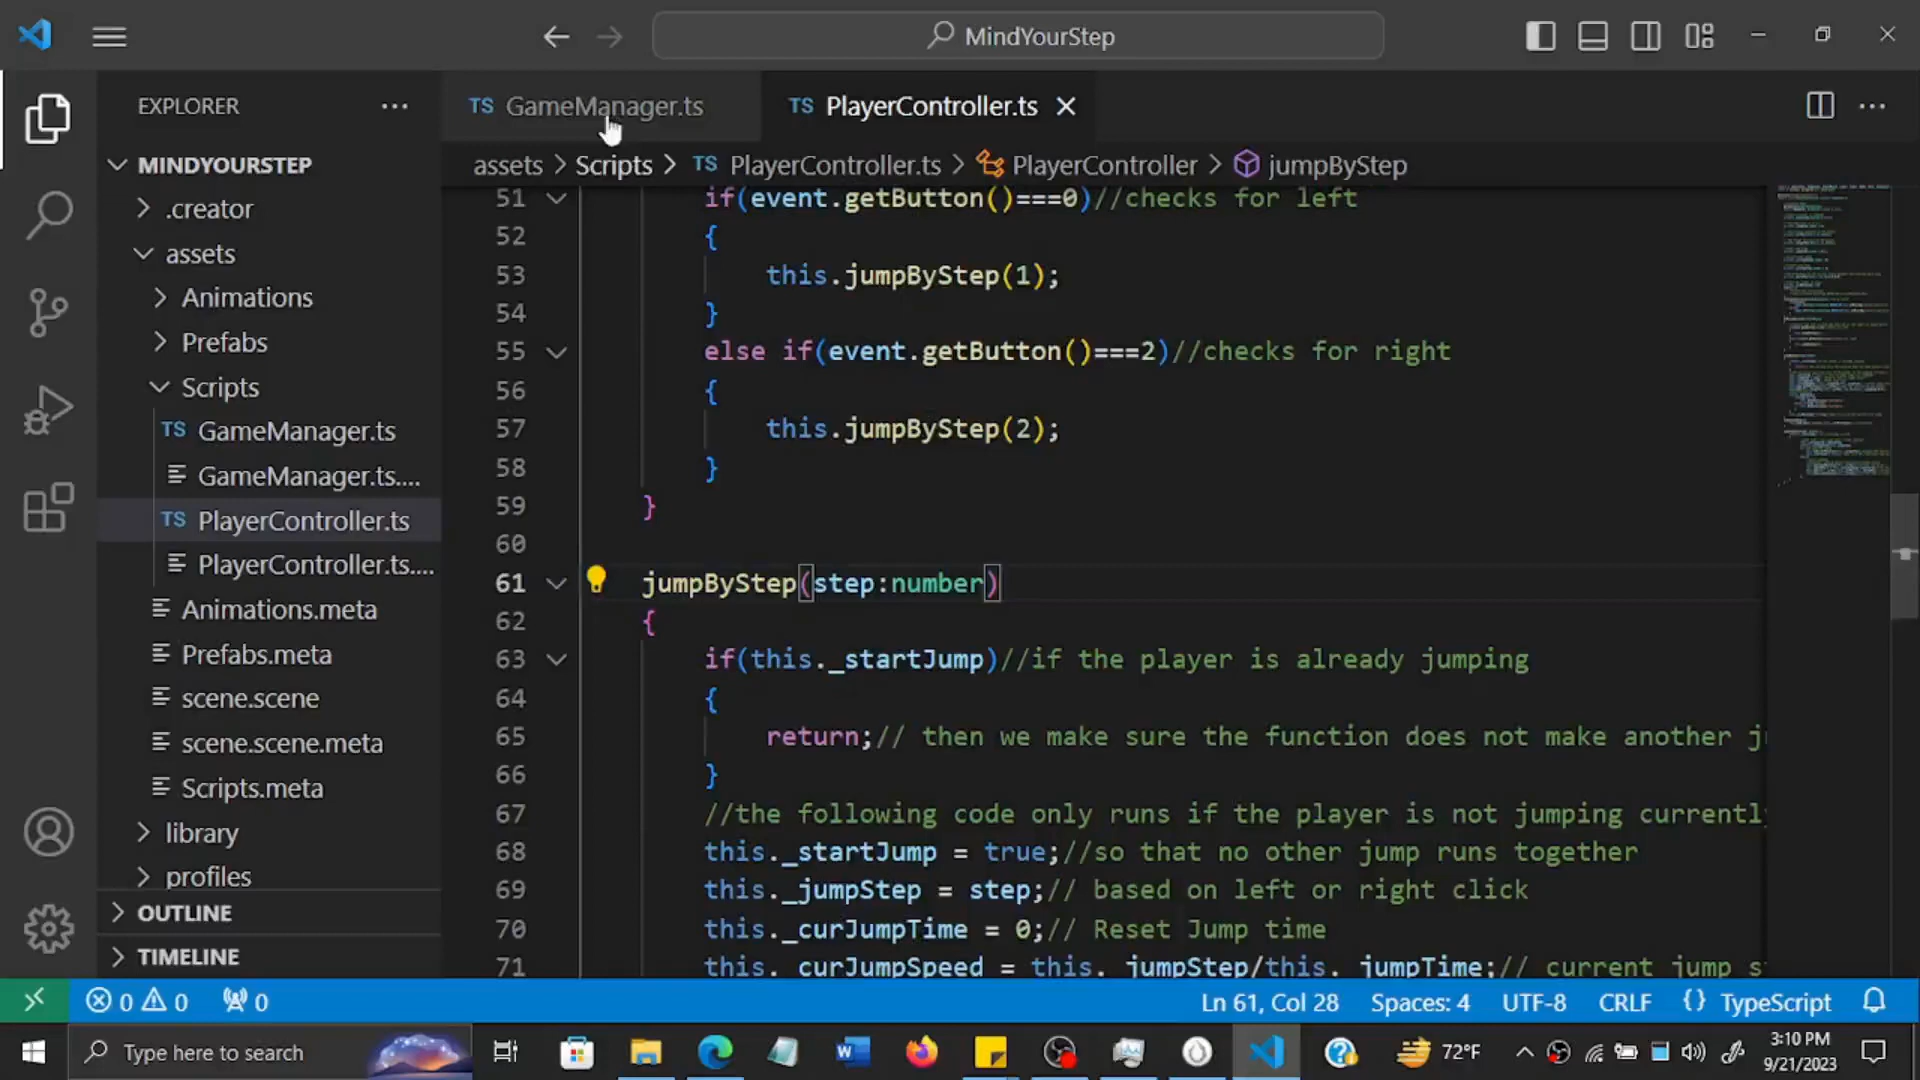 MindYourStep
EXPLORER
MINDYOURSTEP
.creator
assets
Animations
Prefabs
Scripts
TS GameManager.ts
GameManager.ts....
TS PlayerController.ts
PlayerController.ts....
Animations.meta
Prefabs.meta
scene.scene
scene.scene.meta
Scripts.meta
library
profiles
OUTLINE
TIMELINE
TS GameManager.ts
TS PlayerController.ts
assets > Scripts > TS PlayerController.ts > PlayerController > jumpByStep
51 if(event.getButton()===0)//checks for left
52 {
53 this.jumpByStep(1);
54 }
55 else if(event.getButton()===2)//checks for right
56 {
57 this.jumpByStep(2);
58 }
59 }
60
61 jumpByStep(step:number)
62 {
63 if(this._startJump)//if the player is already jumping
64 {
65 return;// then we make sure the function does not make another j
66 }
67 //the following code only runs if the player is not jumping currently
68 this._startJump = true;//so that no other jump runs together
69 this._jumpStep = step;// based on left or right click
70 this._curJumpTime = 0;// Reset Jump time
71 this._curJumpSpeed = this._jumpStep/this._jumpTime;// current jump s
0 0 0
Ln 61, Col 28 Spaces: 4 UTF-8 CRLF {} TypeScript
Type here to search
72°F
3:10 PM
9/21/2023